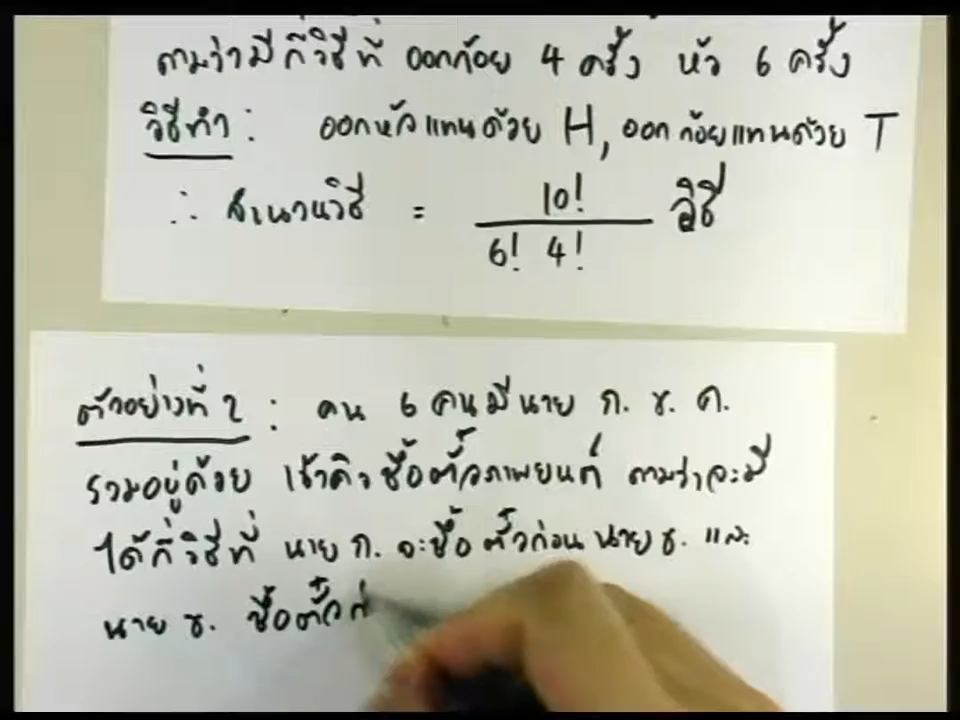 ถามว่ามีกี่วิธีที่ ออกก้อย 4 ครั้ง หัว 6 ครั้ง
วิธีทำ : ออกหัวแทนด้วย H, ออกก้อยแทนด้วย T
∴ จำนวนวิธี = 10! / 6! 4! วิธี
ตัวอย่างที่ 2 : คน 6 คนมีนาย ก. ข. ค.
รวมอยู่ด้วย เข้าคิวซื้อตั๋วภาพยนต์ ถามว่าจะมี
ได้กี่วิธีที่ นาย ก. จะซื้อตั๋วก่อน นาย ข. และ
นาย ข. ซื้อตั๋ว